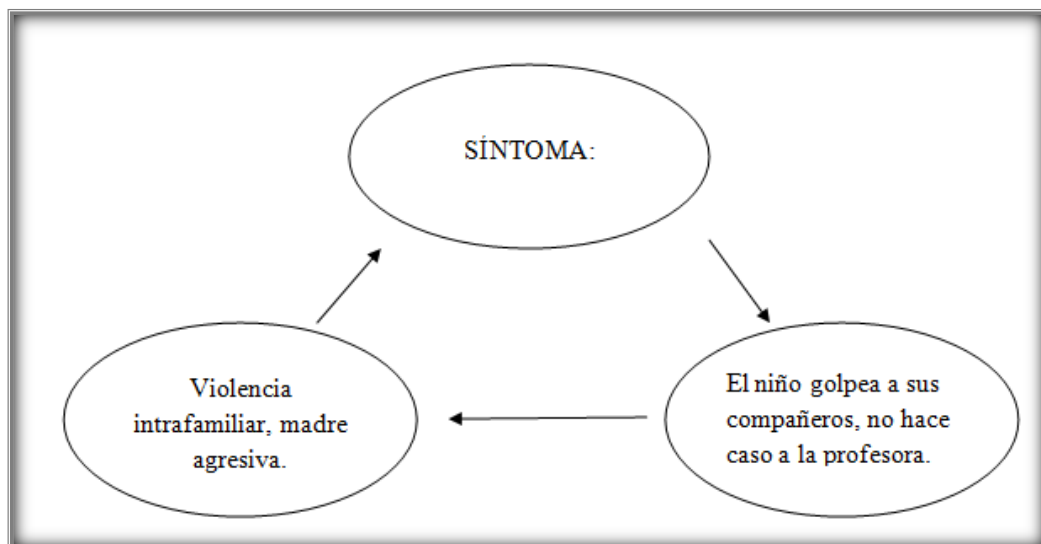 SÍNTOMA:
Violencia
intrafamiliar, madre
agresiva.
El niño golpea a sus
compañeros, no hace
caso a la profesora.